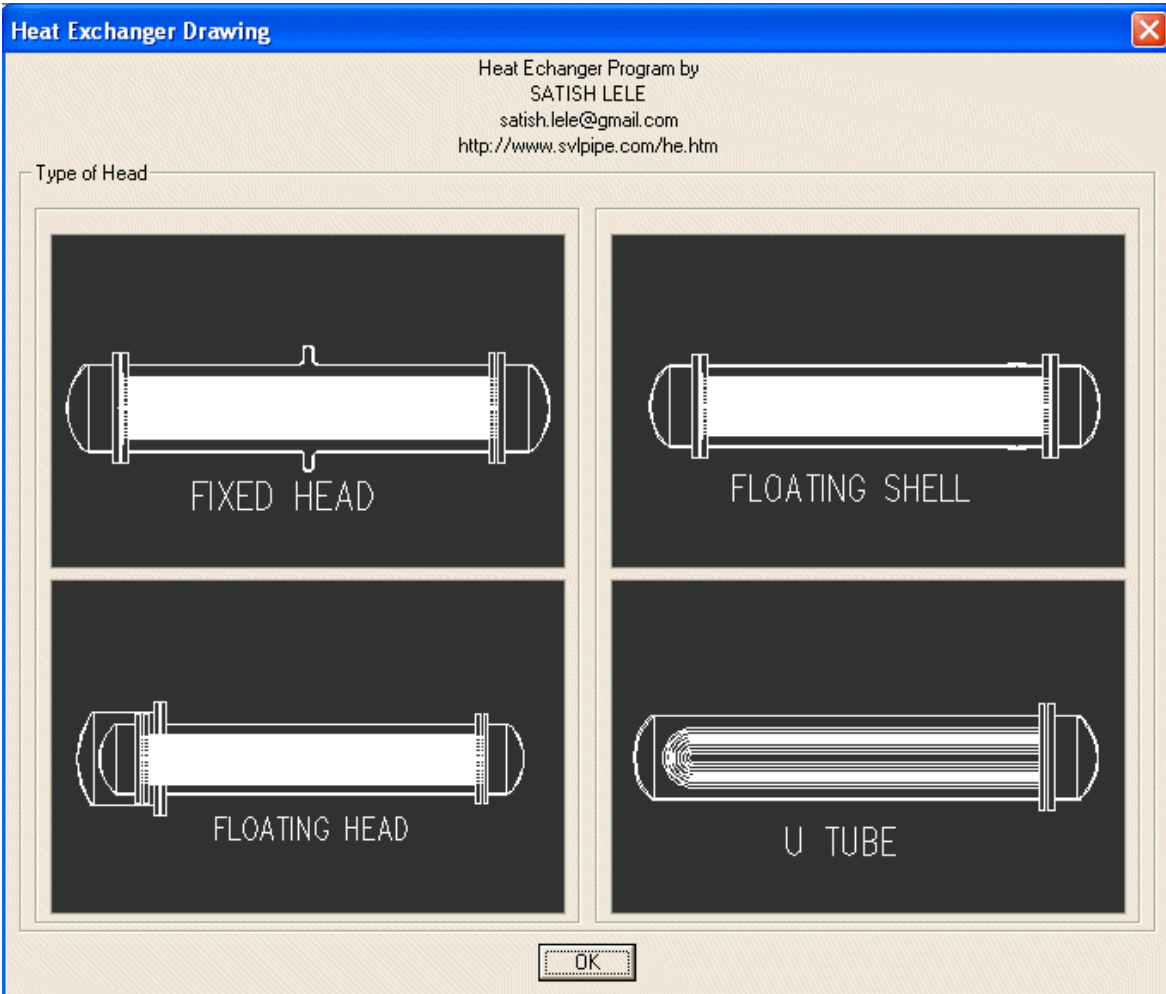 Heat Exchanger Drawing
Heat Echanger Program by
SATISH LELE
satish.lele@gmail.com
http://www.svlpipe.com/he.htm
Type of Head
FIXED HEAD
FLOATING SHELL
FLOATING HEAD
U TUBE
OK